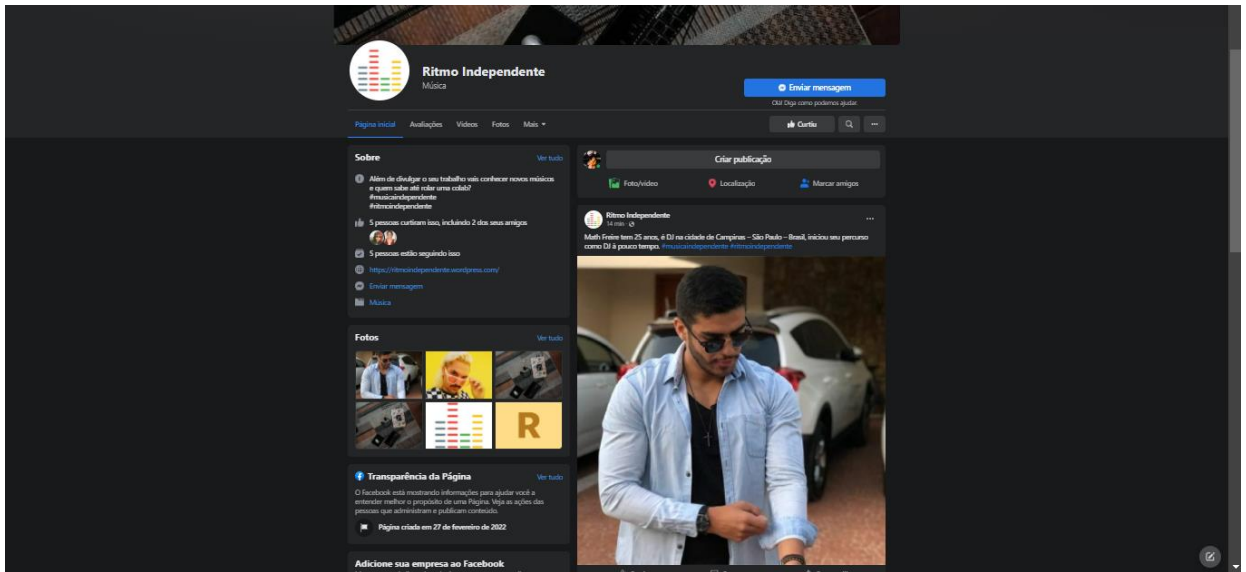 Ritmo Independente
Música
Enviar mensagem
Olá! Diga como podemos ajudar.
Página inicial
Avaliações
Vídeos
Fotos
Mais
Curtiu
Sobre
Ver tudo
Além de divulgar o seu trabalho vais conhecer novos músicos
e quem sabe até rolar uma colab?
#musicaindependente
#ritmoindependente
5 pessoas curtiram isso, incluindo 2 dos seus amigos
5 pessoas estão seguindo isso
https://ritmoindependente.wordpress.com/
Enviar mensagem
Música
Fotos
Ver tudo
R
Transparência da Página
Ver tudo
O Facebook está mostrando informações para ajudar você a
entender melhor o propósito de uma Página. Veja as ações das
pessoas que administram e publicam conteúdo.
Página criada em 27 de fevereiro de 2022
Adicione sua empresa ao Facebook
Criar publicação
Foto/vídeo
Localização
Marcar amigos
Ritmo Independente
14 min
Math Freire tem 25 anos, é DJ na cidade de Campinas – São Paulo – Brasil, iniciou seu percurso
como DJ à pouco tempo. #musicaindependente #ritmoindependente